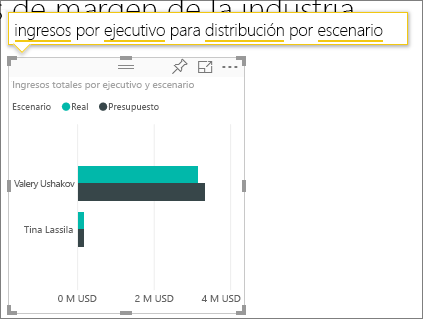 de margen de la industria
ingresos por ejecutivo para distribución por escenario
Ingresos totales por ejecutivo y escenario
Escenario Real Presupuesto
Valery Ushakov
Tina Lassila
0 M USD 2 M USD 4 M USD